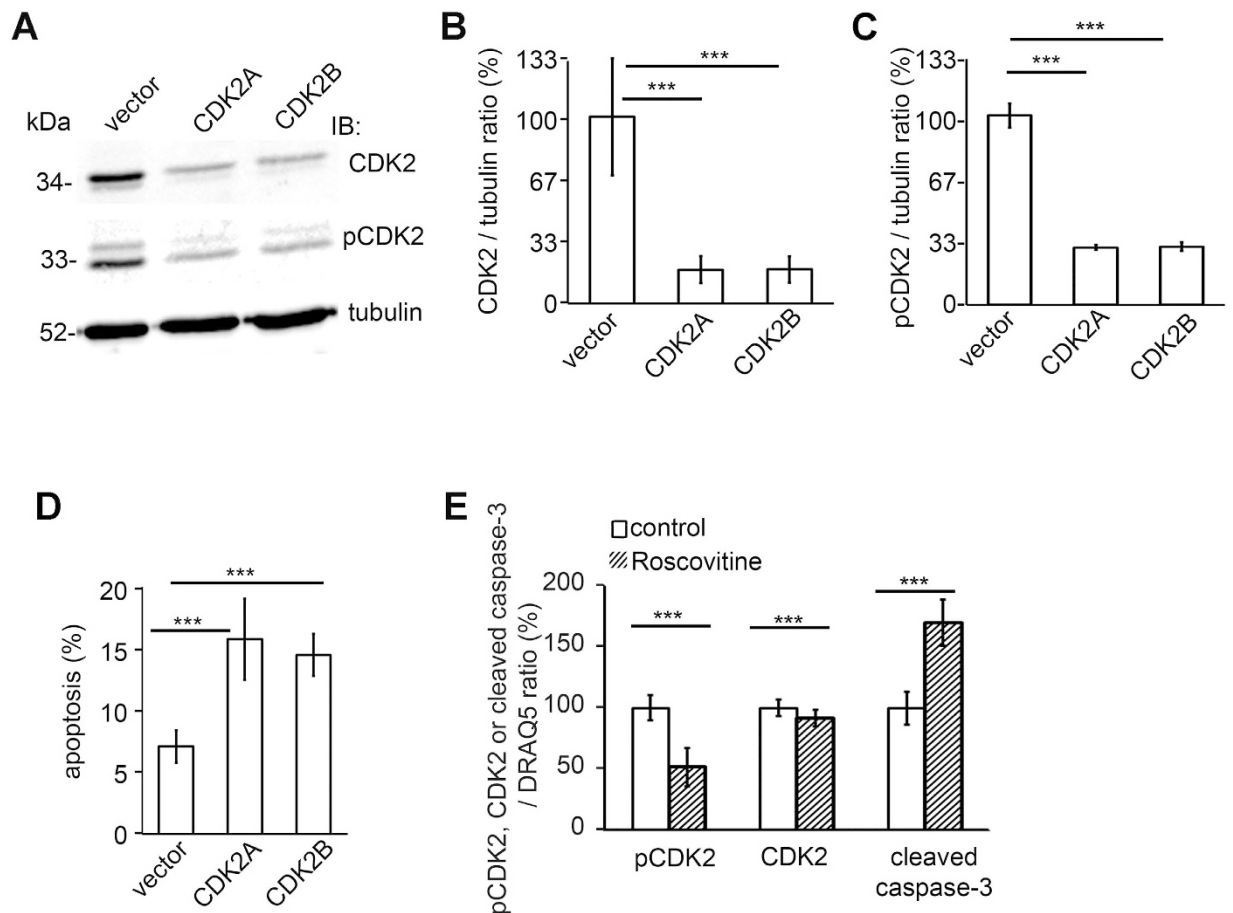 A
kDa
vector
CDK2A
CDK2B
IB:
CDK2
34-
pCDK2
33-
tubulin
52-
B
CDK2 / tubulin ratio (%)
133
100
67
33
0
***
***
vector
CDK2A
CDK2B
C
pCDK2 / tubulin ratio (%)
133
100
67
33
0
***
***
vector
CDK2A
CDK2B
D
apoptosis (%)
20
15
10
5
0
***
***
vector
CDK2A
CDK2B
E
pCDK2, CDK2 or cleaved caspase-3
/ DRAQ5 ratio (%)
control
Roscovitine
200
150
100
50
0
***
***
***
pCDK2
CDK2
cleaved
caspase-3